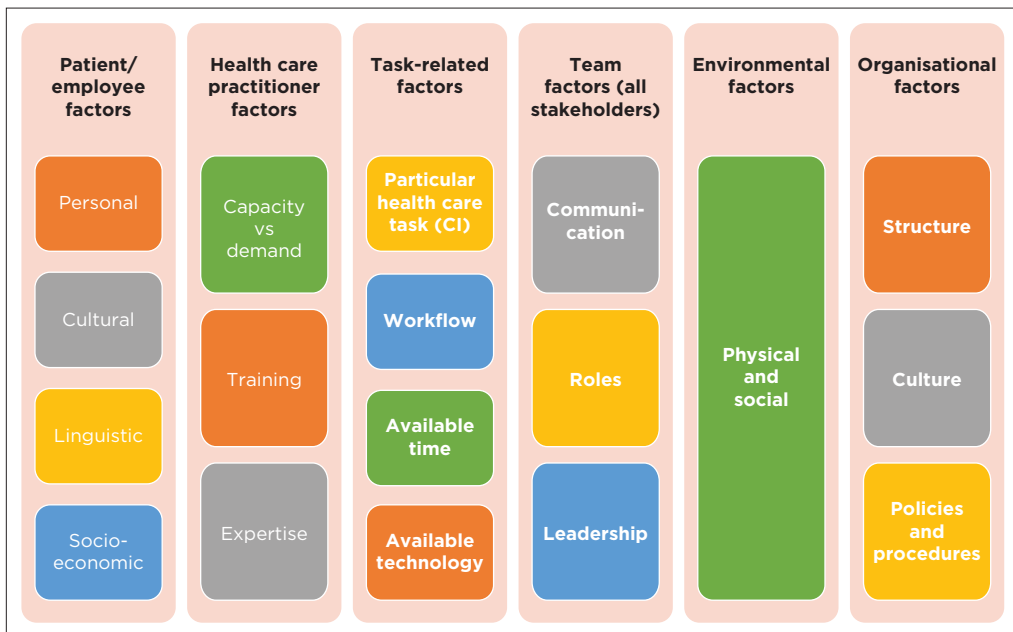 Patient/
employee
factors
Personal
Cultural
Linguistic
Socio-
economic
Health care
practitioner
factors
Capacity
vs
demand
Training
Expertise
Task-related
factors
Particular
health care
task (CI)
Workflow
Available
time
Available
technology
Team
factors (all
stakeholders)
Communi-
cation
Roles
Leadership
Environmental
factors
Physical
and
social
Organisational
factors
Structure
Culture
Policies
and
procedures